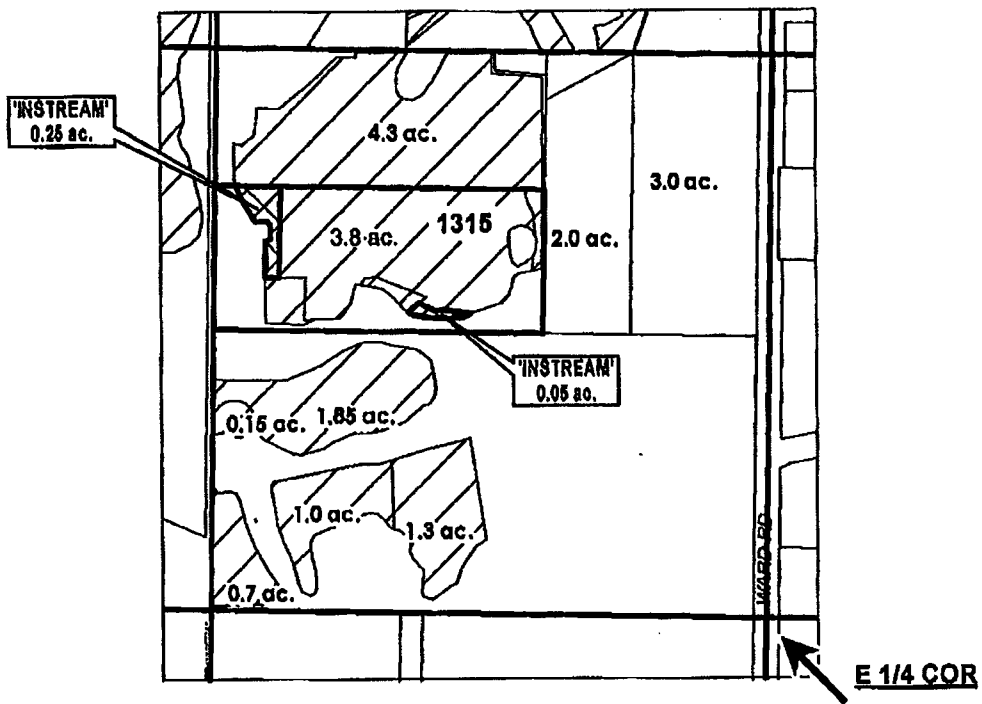 'INSTREAM'
0.25 ac.
4.3 ac.
3.0 ac.
1315
3.8 ac.
2.0 ac.
'INSTREAM'
0.05 ac.
0.15 ac.
1.85 ac.
1.0 ac.
1.3 ac.
0.7 ac.
WARD RD
E 1/4 COR